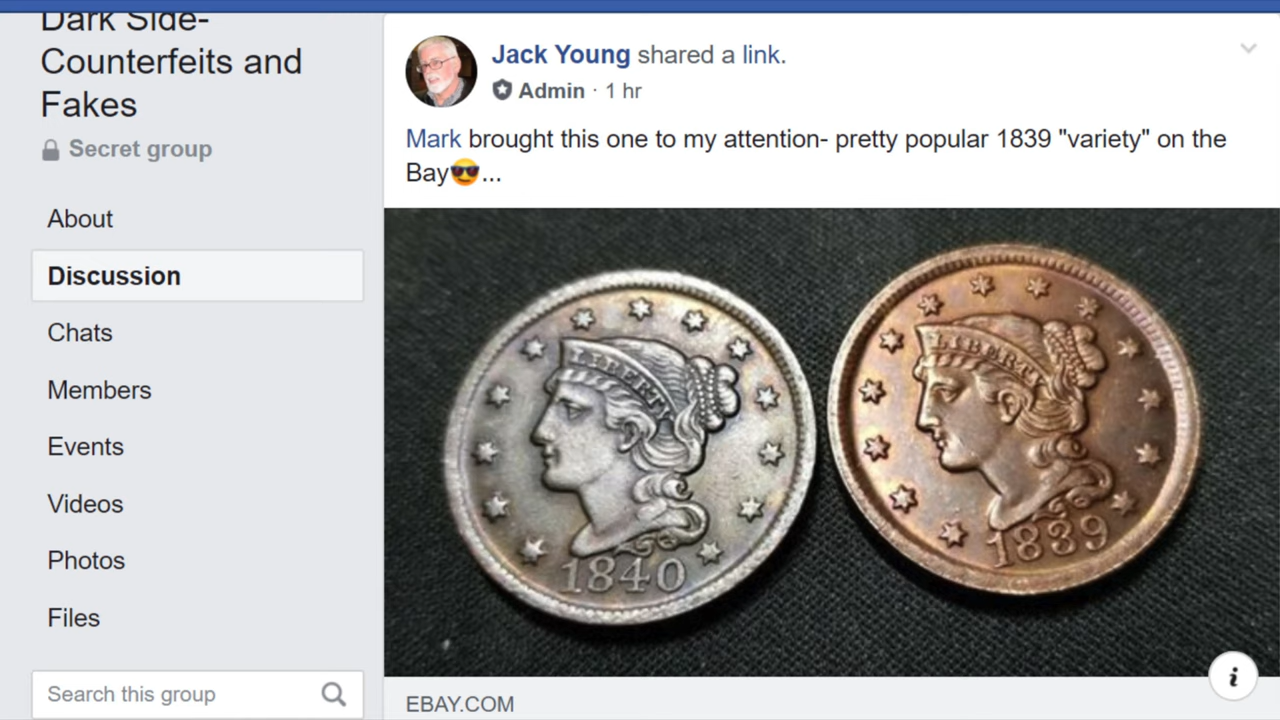 Dark Side-
Counterfeits and
Fakes
Secret group
About
Discussion
Chats
Members
Events
Videos
Photos
Files
Search this group
Jack Young shared a link.
Admin · 1 hr
Mark brought this one to my attention- pretty popular 1839 "variety" on the
Bay😎...
LIBERTY
1840
LIBERTY
1839
i
EBAY.COM